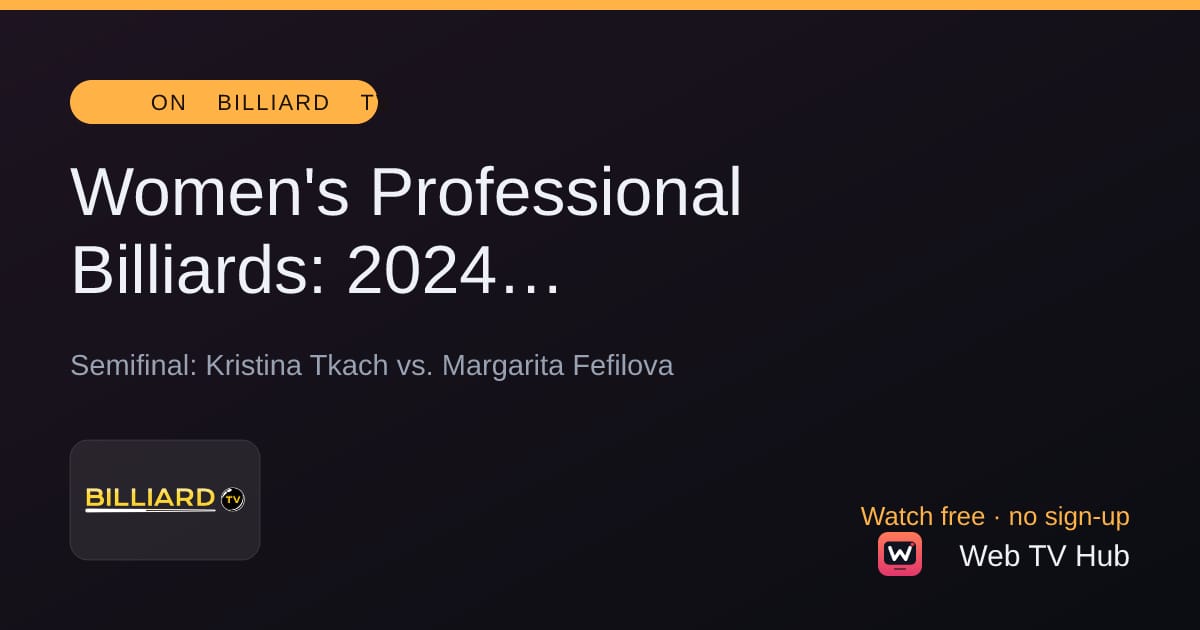 ON BILLIARD T
Women's Professional
Billiards: 2024…
Semifinal: Kristina Tkach vs. Margarita Fefilova
BILLIARD TV
Watch free · no sign-up
W Web TV Hub